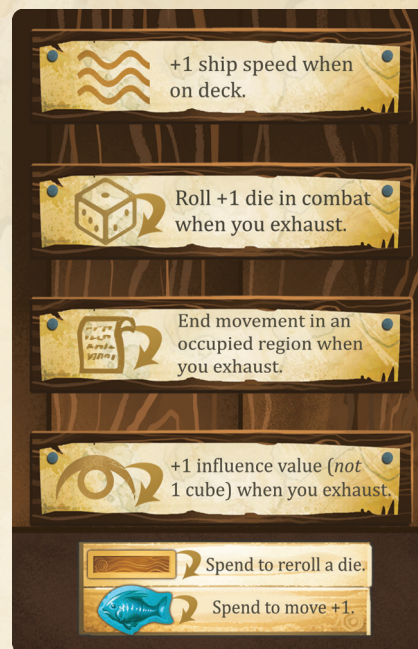 +1 ship speed when
on deck.
Roll +1 die in combat
when you exhaust.
End movement in an
occupied region when
you exhaust.
+1 influence value (not
1 cube) when you exhaust.
Spend to reroll a die.
Spend to move +1.